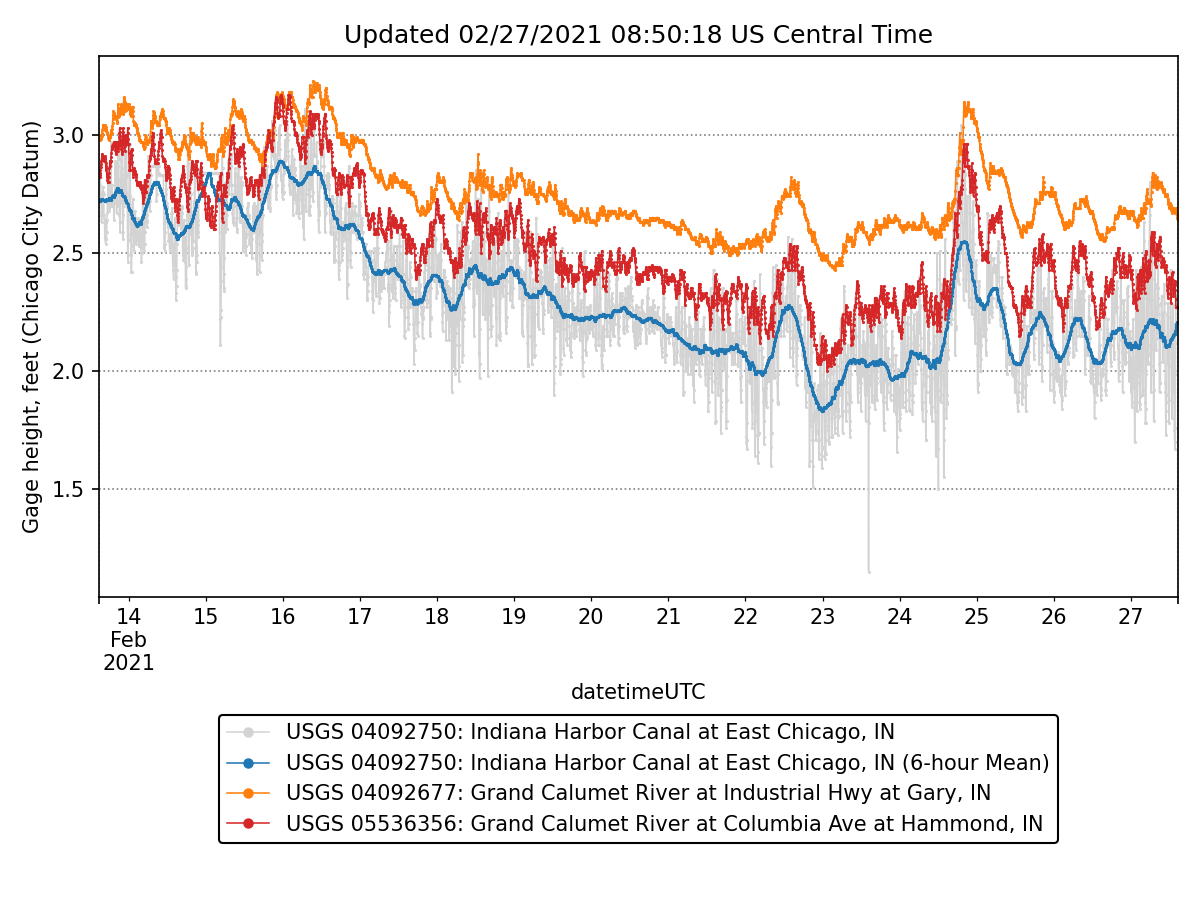 Updated 02/27/2021 08:50:18 US Central Time
Gage height, feet (Chicago City Datum)
3.0
2.5
2.0
1.5
14 15 16 17 18 19 20 21 22 23 24 25 26 27
Feb
2021
datetimeUTC
USGS 04092750: Indiana Harbor Canal at East Chicago, IN
USGS 04092750: Indiana Harbor Canal at East Chicago, IN (6-hour Mean)
USGS 04092677: Grand Calumet River at Industrial Hwy at Gary, IN
USGS 05536356: Grand Calumet River at Columbia Ave at Hammond, IN